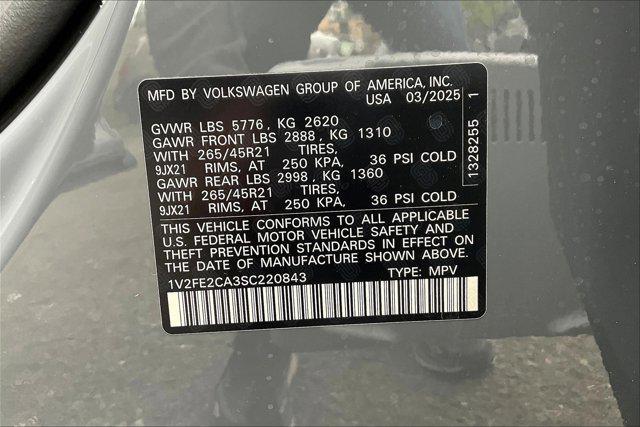 MFD BY VOLKSWAGEN GROUP OF AMERICA, INC.
USA 03/2025
GVWR LBS 5776, KG 2620
GAWR FRONT LBS 2888, KG 1310
WITH 265/45R21 TIRES,
9JX21 RIMS, AT 250 KPA, 36 PSI COLD
GAWR REAR LBS 2998, KG 1360
WITH 265/45R21 TIRES,
9JX21 RIMS, AT 250 KPA, 36 PSI COLD
THIS VEHICLE CONFORMS TO ALL APPLICABLE
U.S. FEDERAL MOTOR VEHICLE SAFETY AND
THEFT PREVENTION STANDARDS IN EFFECT ON
THE DATE OF MANUFACTURE SHOWN ABOVE.
1V2FE2CA3SC220843 TYPE: MPV
1328255 1